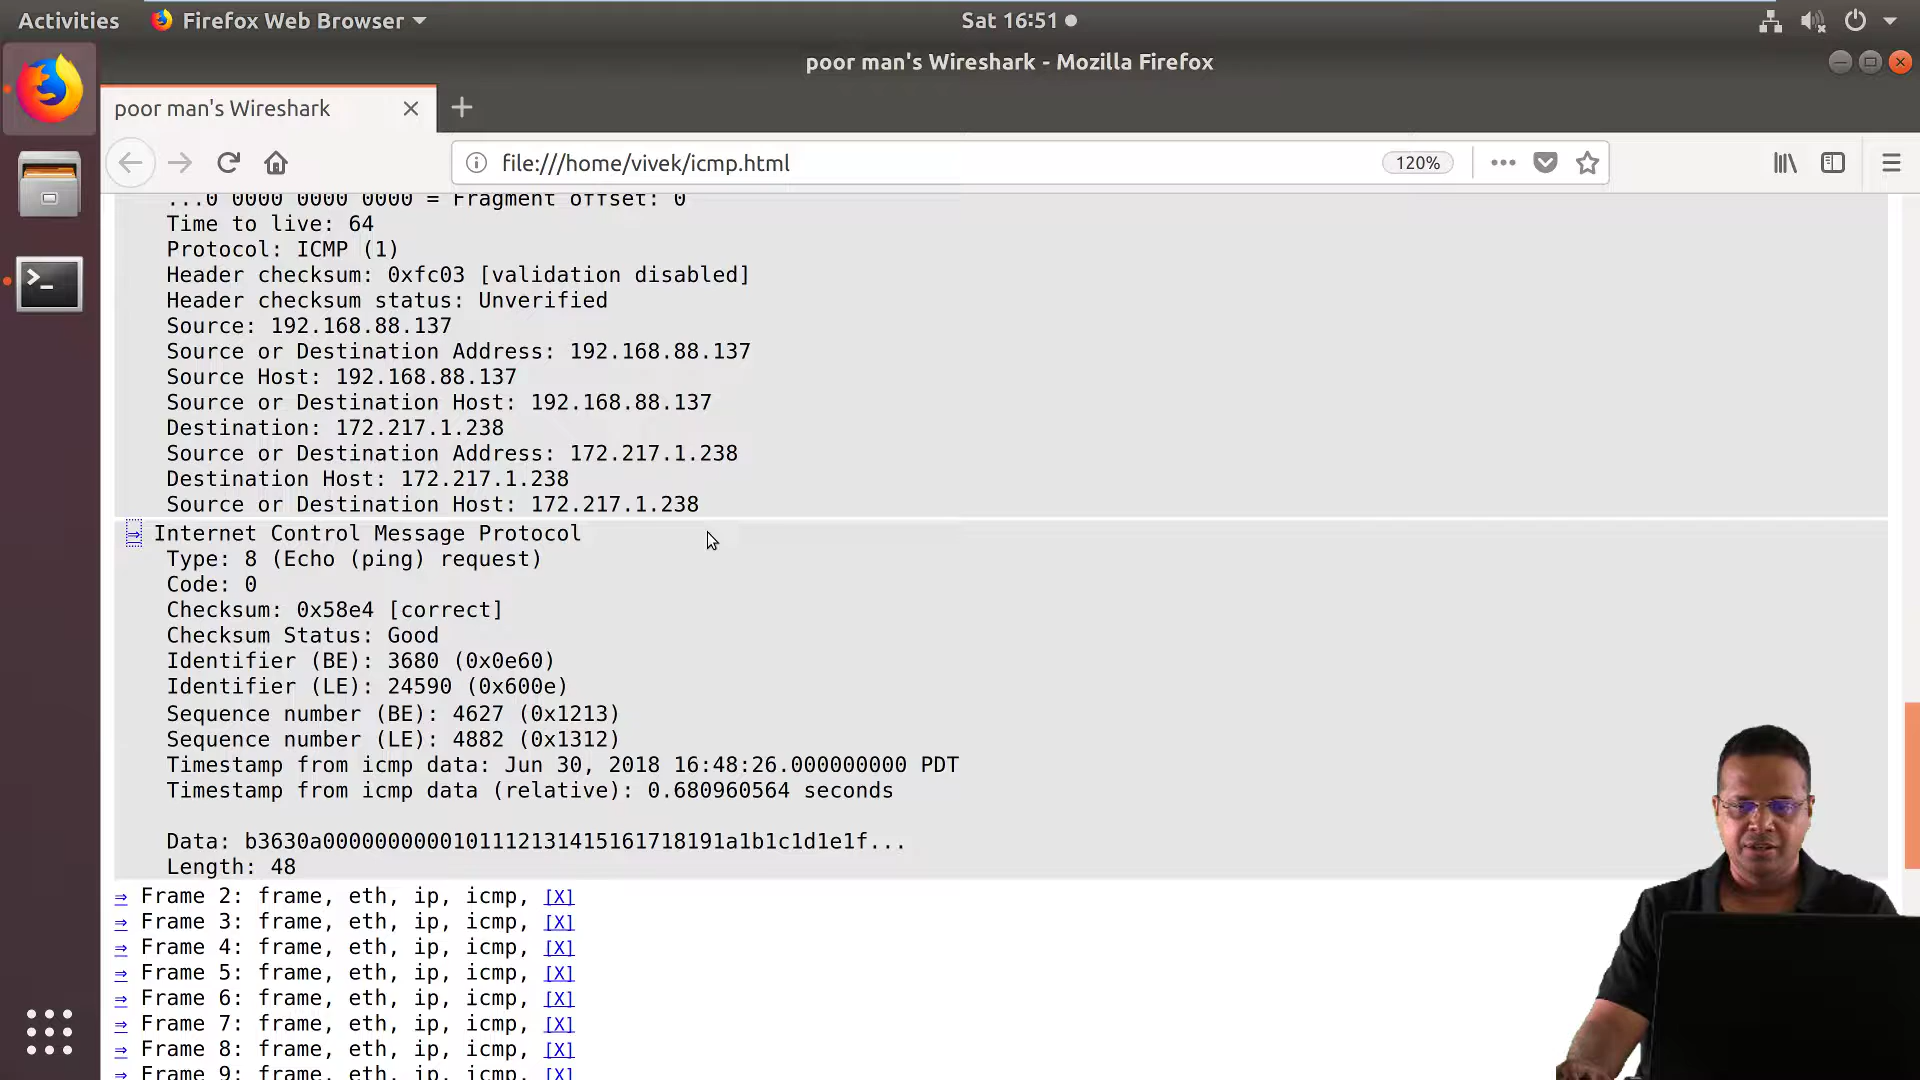 Activities
Firefox Web Browser
Sat 16:51
poor man's Wireshark - Mozilla Firefox
poor man's Wireshark
file:///home/vivek/icmp.html
120%
...0 0000 0000 0000 = Fragment offset: 0
Time to live: 64
Protocol: ICMP (1)
Header checksum: 0xfc03 [validation disabled]
Header checksum status: Unverified
Source: 192.168.88.137
Source or Destination Address: 192.168.88.137
Source Host: 192.168.88.137
Source or Destination Host: 192.168.88.137
Destination: 172.217.1.238
Source or Destination Address: 172.217.1.238
Destination Host: 172.217.1.238
Source or Destination Host: 172.217.1.238
⇒ Internet Control Message Protocol
Type: 8 (Echo (ping) request)
Code: 0
Checksum: 0x58e4 [correct]
Checksum Status: Good
Identifier (BE): 3680 (0x0e60)
Identifier (LE): 24590 (0x600e)
Sequence number (BE): 4627 (0x1213)
Sequence number (LE): 4882 (0x1312)
Timestamp from icmp data: Jun 30, 2018 16:48:26.000000000 PDT
Timestamp from icmp data (relative): 0.680960564 seconds
Data: b3630a0000000000101112131415161718191a1b1c1d1e1f...
Length: 48
⇒ Frame 2: frame, eth, ip, icmp, [X]
⇒ Frame 3: frame, eth, ip, icmp, [X]
⇒ Frame 4: frame, eth, ip, icmp, [X]
⇒ Frame 5: frame, eth, ip, icmp, [X]
⇒ Frame 6: frame, eth, ip, icmp, [X]
⇒ Frame 7: frame, eth, ip, icmp, [X]
⇒ Frame 8: frame, eth, ip, icmp, [X]
⇒ Frame 9: frame, eth, ip, icmp, [X]